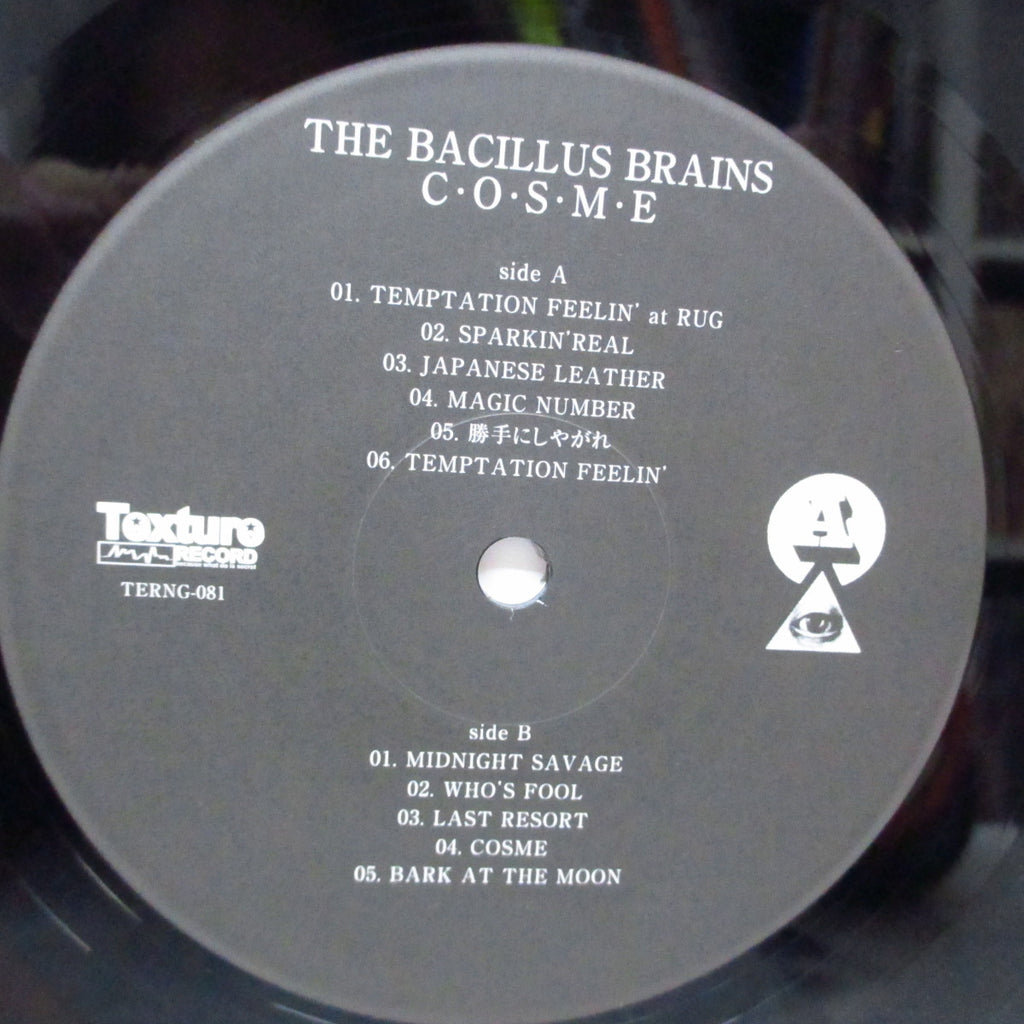 THE BACILLUS BRAINS
C·O·S·M·E
side A
01. TEMPTATION FEELIN' at RUG
02. SPARKIN'REAL
03. JAPANESE LEATHER
04. MAGIC NUMBER
05. 勝手にしやがれ
06. TEMPTATION FEELIN'
Texture
RECORD
TERNG-081
A
side B
01. MIDNIGHT SAVAGE
02. WHO'S FOOL
03. LAST RESORT
04. COSME
05. BARK AT THE MOON